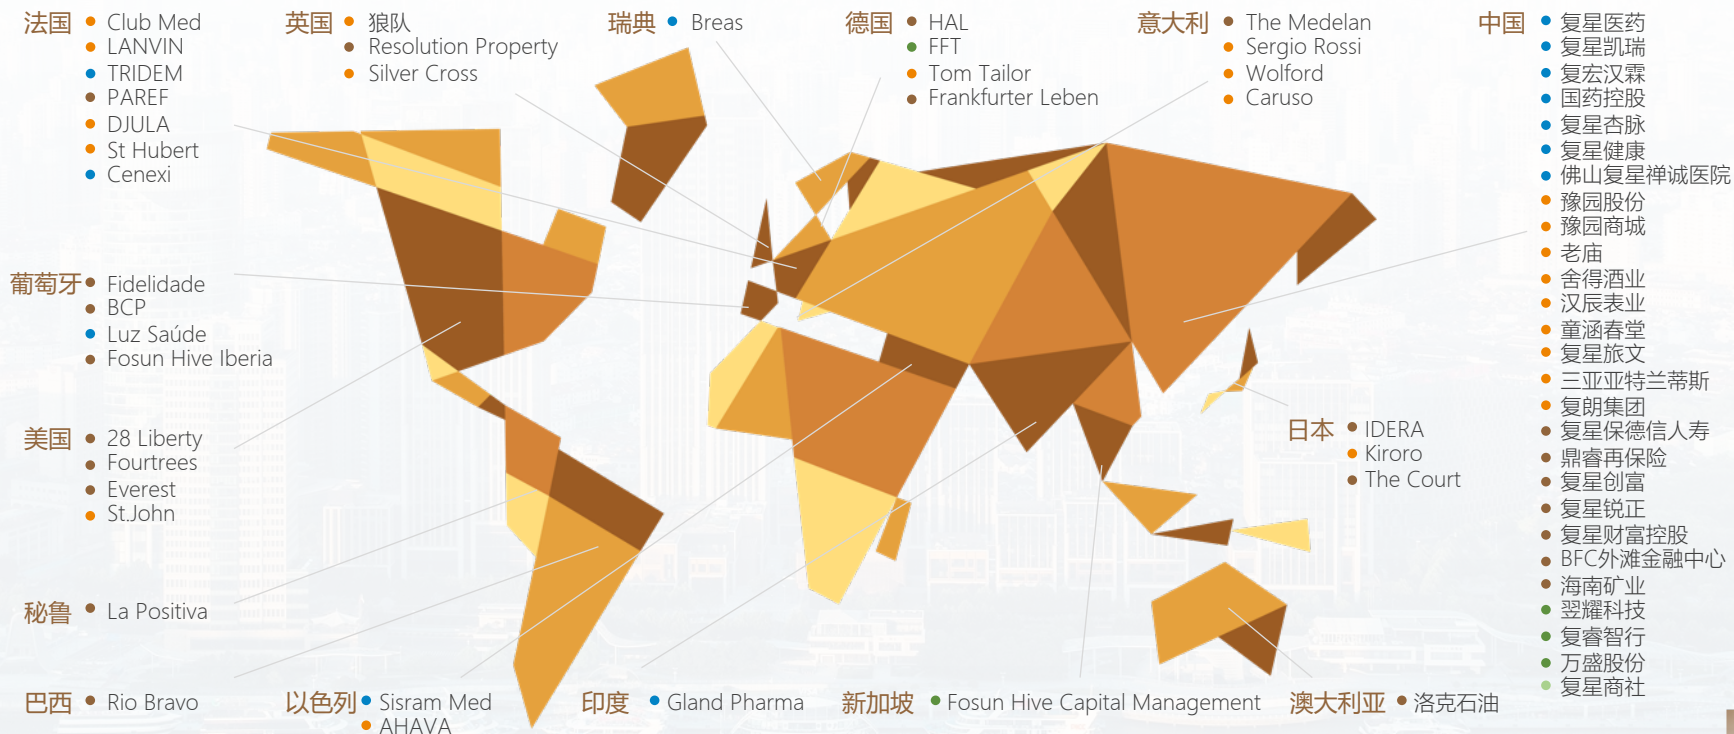 法国
Club Med
LANVIN
TRIDEM
PAREF
DJULA
St Hubert
Cenexi
英国
狼队
Resolution Property
Silver Cross
瑞典
Breas
德国
HAL
FFT
Tom Tailor
Frankfurter Leben
意大利
The Medelan
Sergio Rossi
Wolford
Caruso
中国
复星医药
复星凯瑞
复宏汉霖
国药控股
复星杏脉
复星健康
佛山复星禅诚医院
豫园股份
豫园商城
老庙
舍得酒业
汉辰表业
童涵春堂
复星旅文
三亚亚特兰蒂斯
复朗集团
复星保德信人寿
鼎睿再保险
复星创富
复星锐正
复星财富控股
BFC外滩金融中心
海南矿业
翌耀科技
复睿智行
万盛股份
复星商社
葡萄牙
Fidelidade
BCP
Luz Saúde
Fosun Hive Iberia
美国
28 Liberty
Fourtrees
Everest
St.John
日本
IDERA
Kiroro
The Court
秘鲁
La Positiva
巴西
Rio Bravo
以色列
Sisram Med
AHAVA
印度
Gland Pharma
新加坡
Fosun Hive Capital Management
澳大利亚
洛克石油